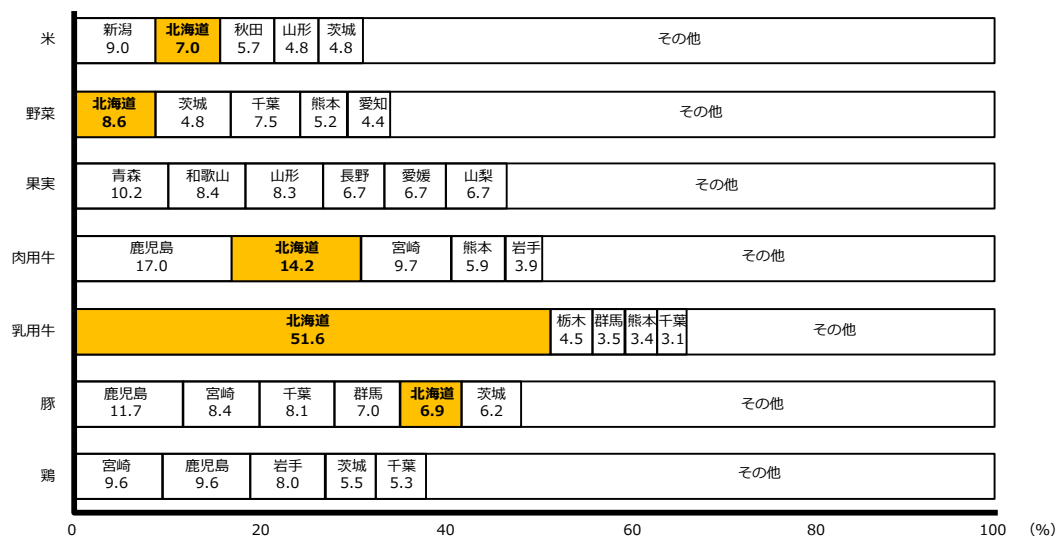 米
新潟 北海道 秋田 山形 茨城 その他
9.0 7.0 5.7 4.8 4.8
野菜
北海道 茨城 千葉 熊本 愛知 その他
8.6 4.8 7.5 5.2 4.4
果実
青森 和歌山 山形 長野 愛媛 山梨 その他
10.2 8.4 8.3 6.7 6.7 6.7
肉用牛
鹿児島 北海道 宮崎 熊本 岩手 その他
17.0 14.2 9.7 5.9 3.9
乳用牛
北海道 栃木 群馬 熊本 千葉 その他
51.6 4.5 3.5 3.4 3.1
豚
鹿児島 宮崎 千葉 群馬 北海道 茨城 その他
11.7 8.4 8.1 7.0 6.9 6.2
鶏
宮崎 鹿児島 岩手 茨城 千葉 その他
9.6 9.6 8.0 5.5 5.3
0 20 40 60 80 100 (%)